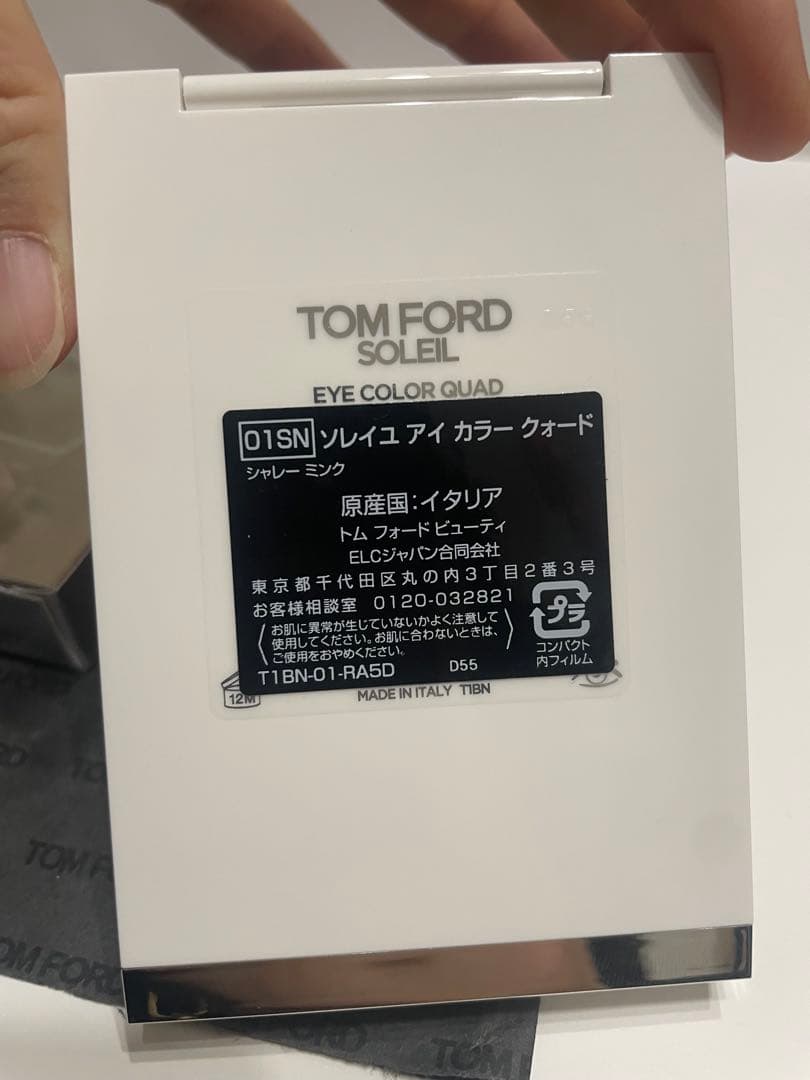 TOM FORD
SOLEIL
EYE COLOR QUAD
01SN ソレイユ アイ カラー クォード
シャレー ミンク
原産国:イタリア
トム フォード ビューティ
ELCジャパン合同会社
東京都千代田区丸の内3丁目2番3号
お客様相談室 0120-032821
お肌に異常が生じていないかよく注意して
使用してください。お肌に合わないときは、
ご使用をおやめください。
プラ
コンパクト
内フィルム
T1BN-01-RA5D D55
12M
MADE IN ITALY T1BN
TOM F
OM FORD
TOM